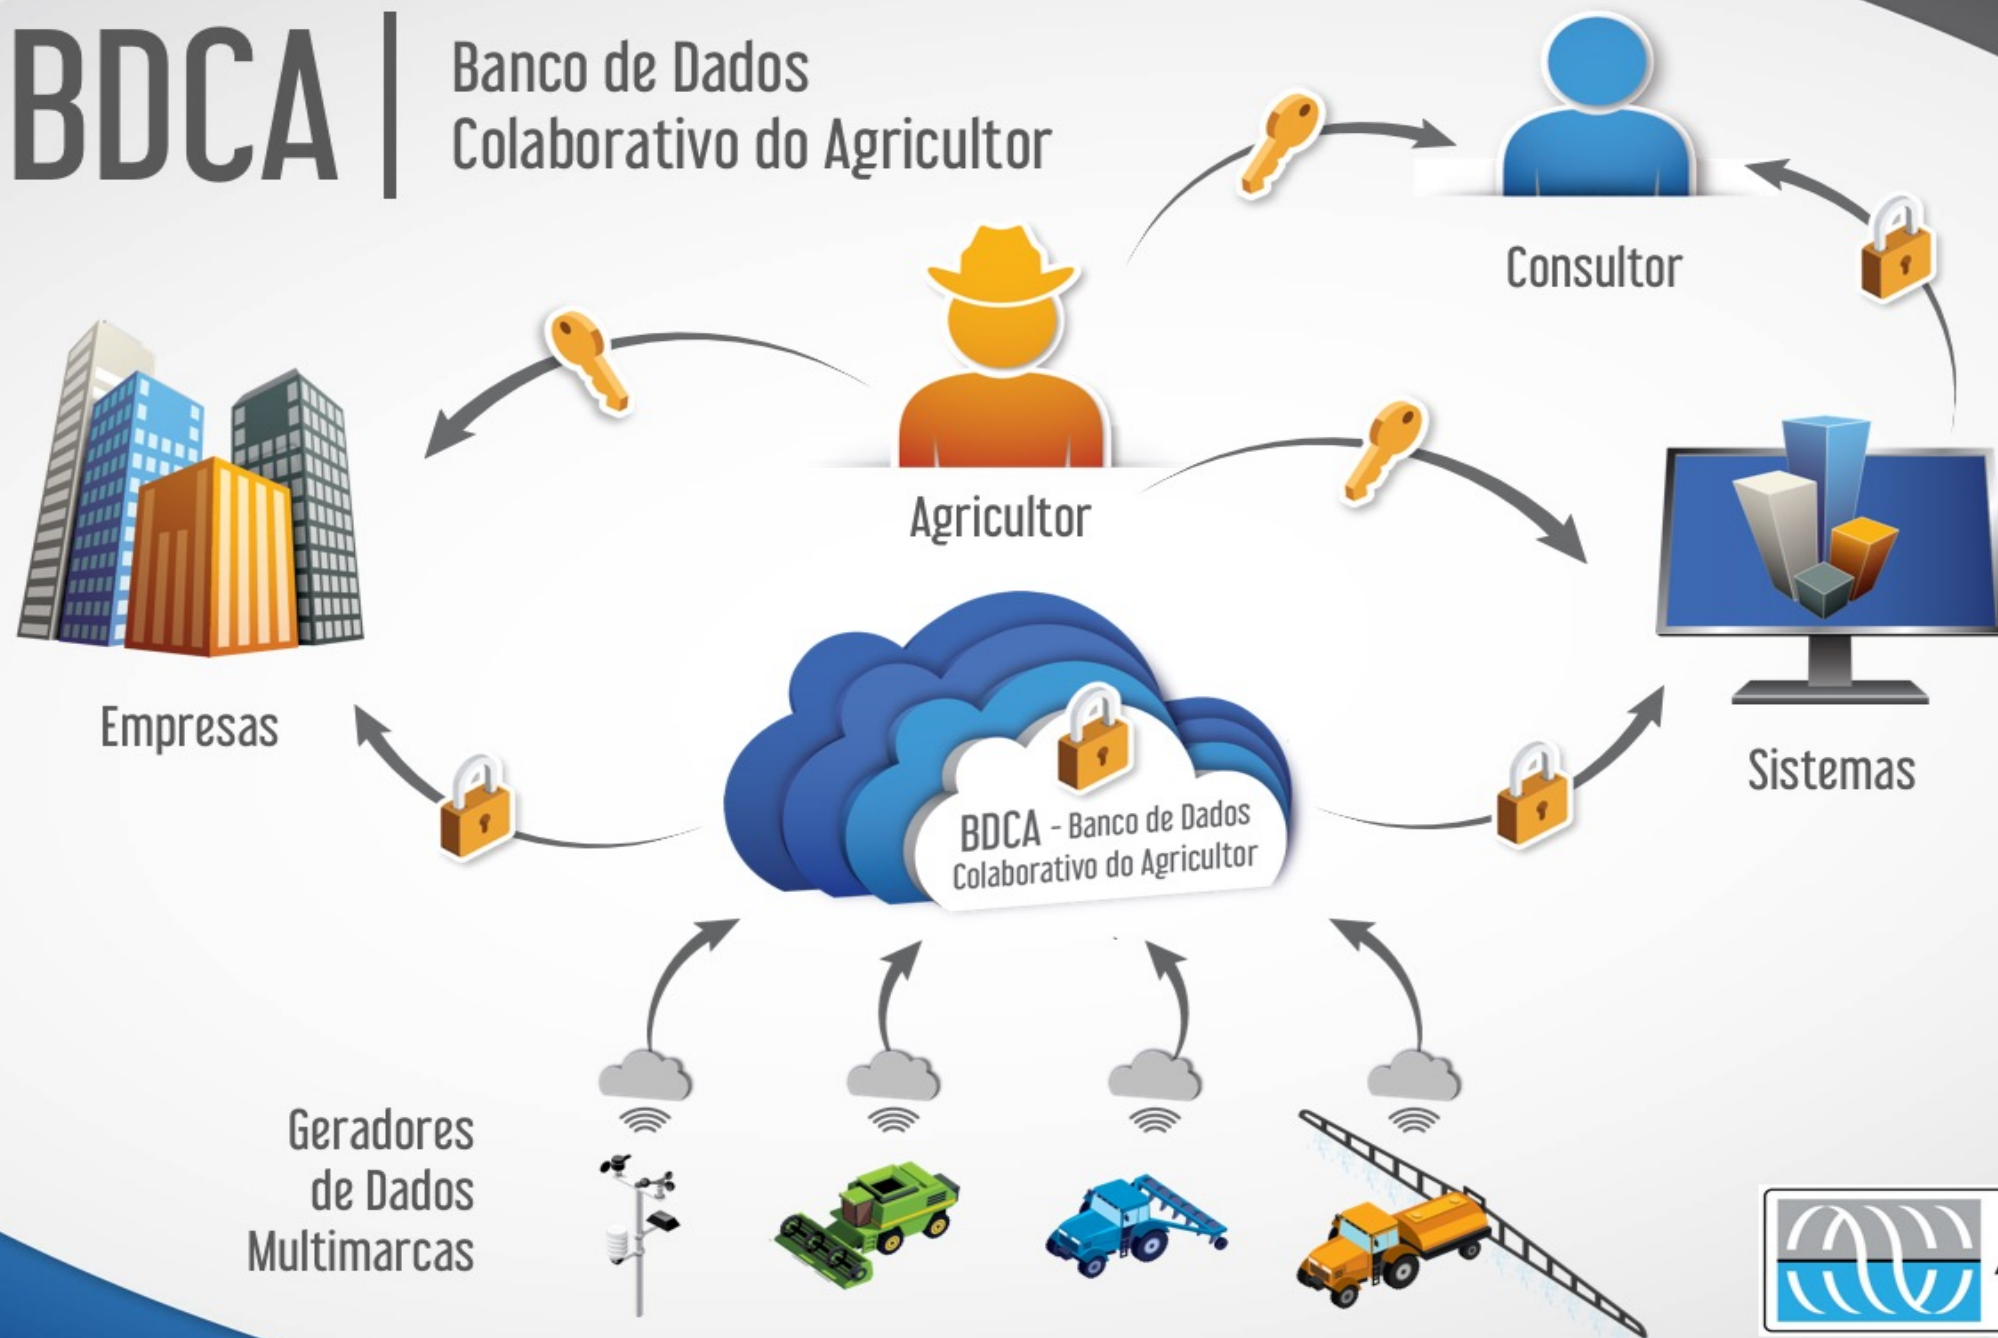 BDCA
Banco de Dados
Colaborativo do Agricultor
Consultor
Agricultor
Empresas
Sistemas
BDCA - Banco de Dados
Colaborativo do Agricultor
Geradores
de Dados
Multimarcas